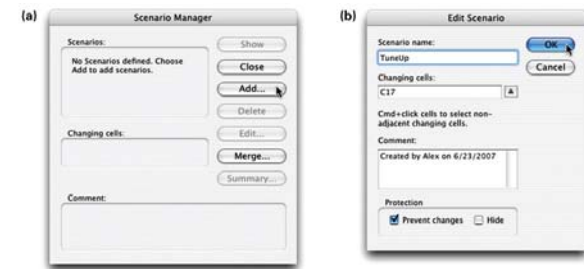 (a)
Scenario Manager
Scenarios:
No Scenarios defined. Choose
Add to add scenarios.
Show
Close
Add...
Delete
Changing cells:
Edit...
Merge...
Summary...
Comment:
(b)
Edit Scenario
Scenario name:
TuneUp
OK
Cancel
Changing cells:
C17
Cmd+click cells to select non-
adjacent changing cells.
Comment:
Created by Alex on 6/23/2007
Protection
Prevent changes
Hide